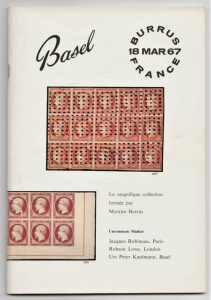 Basel
BURRUS
18 MAR 67
FRANCE
La magnifique collection
formée par
Maurice Burrus
Uncommon Market
Jacques Robineau, Paris
Robson Lowe, London
Urs Peter Kaufmann, Basel